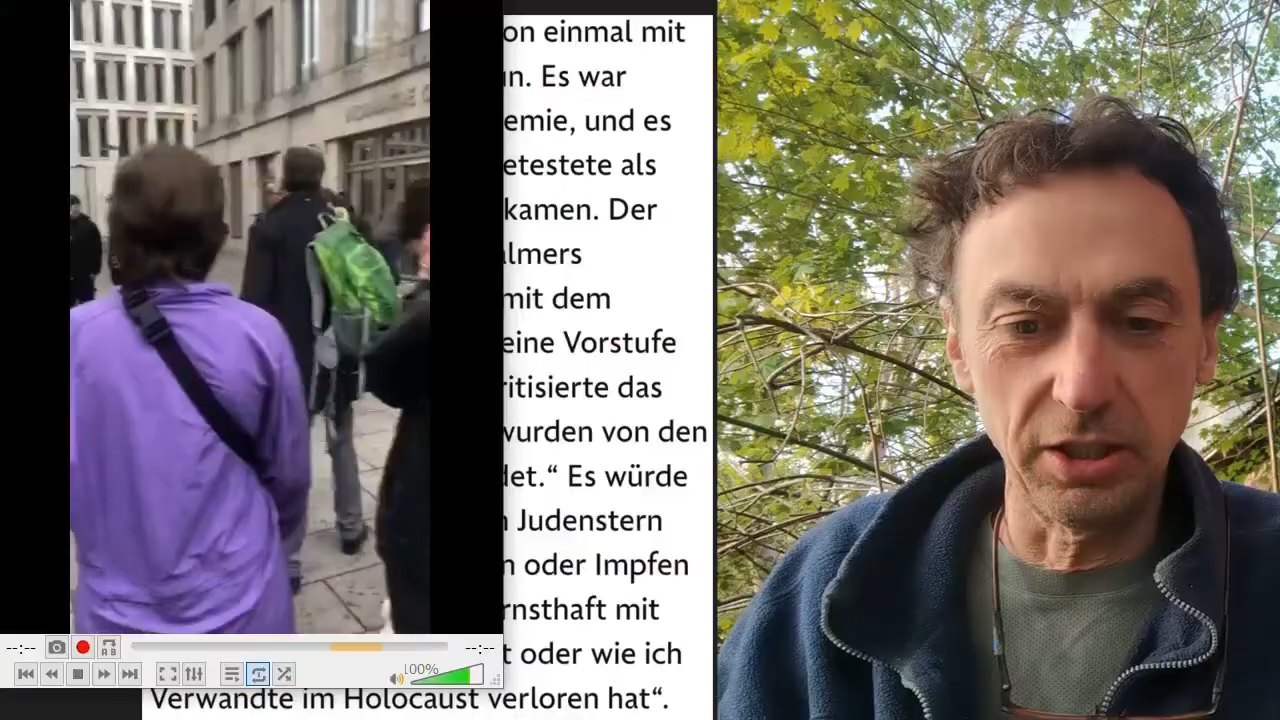 on einmal mit
un. Es war
emie, und es
etestete als
kamen. Der
almers
mit dem
eine Vorstufe
ritisierte das
wurden von den
det.“ Es würde
n Judenstern
n oder Impfen
rnsthaft mit
t oder wie ich
Verwandte im Holocaust verloren hat“.
--:-- A B --:--
100%